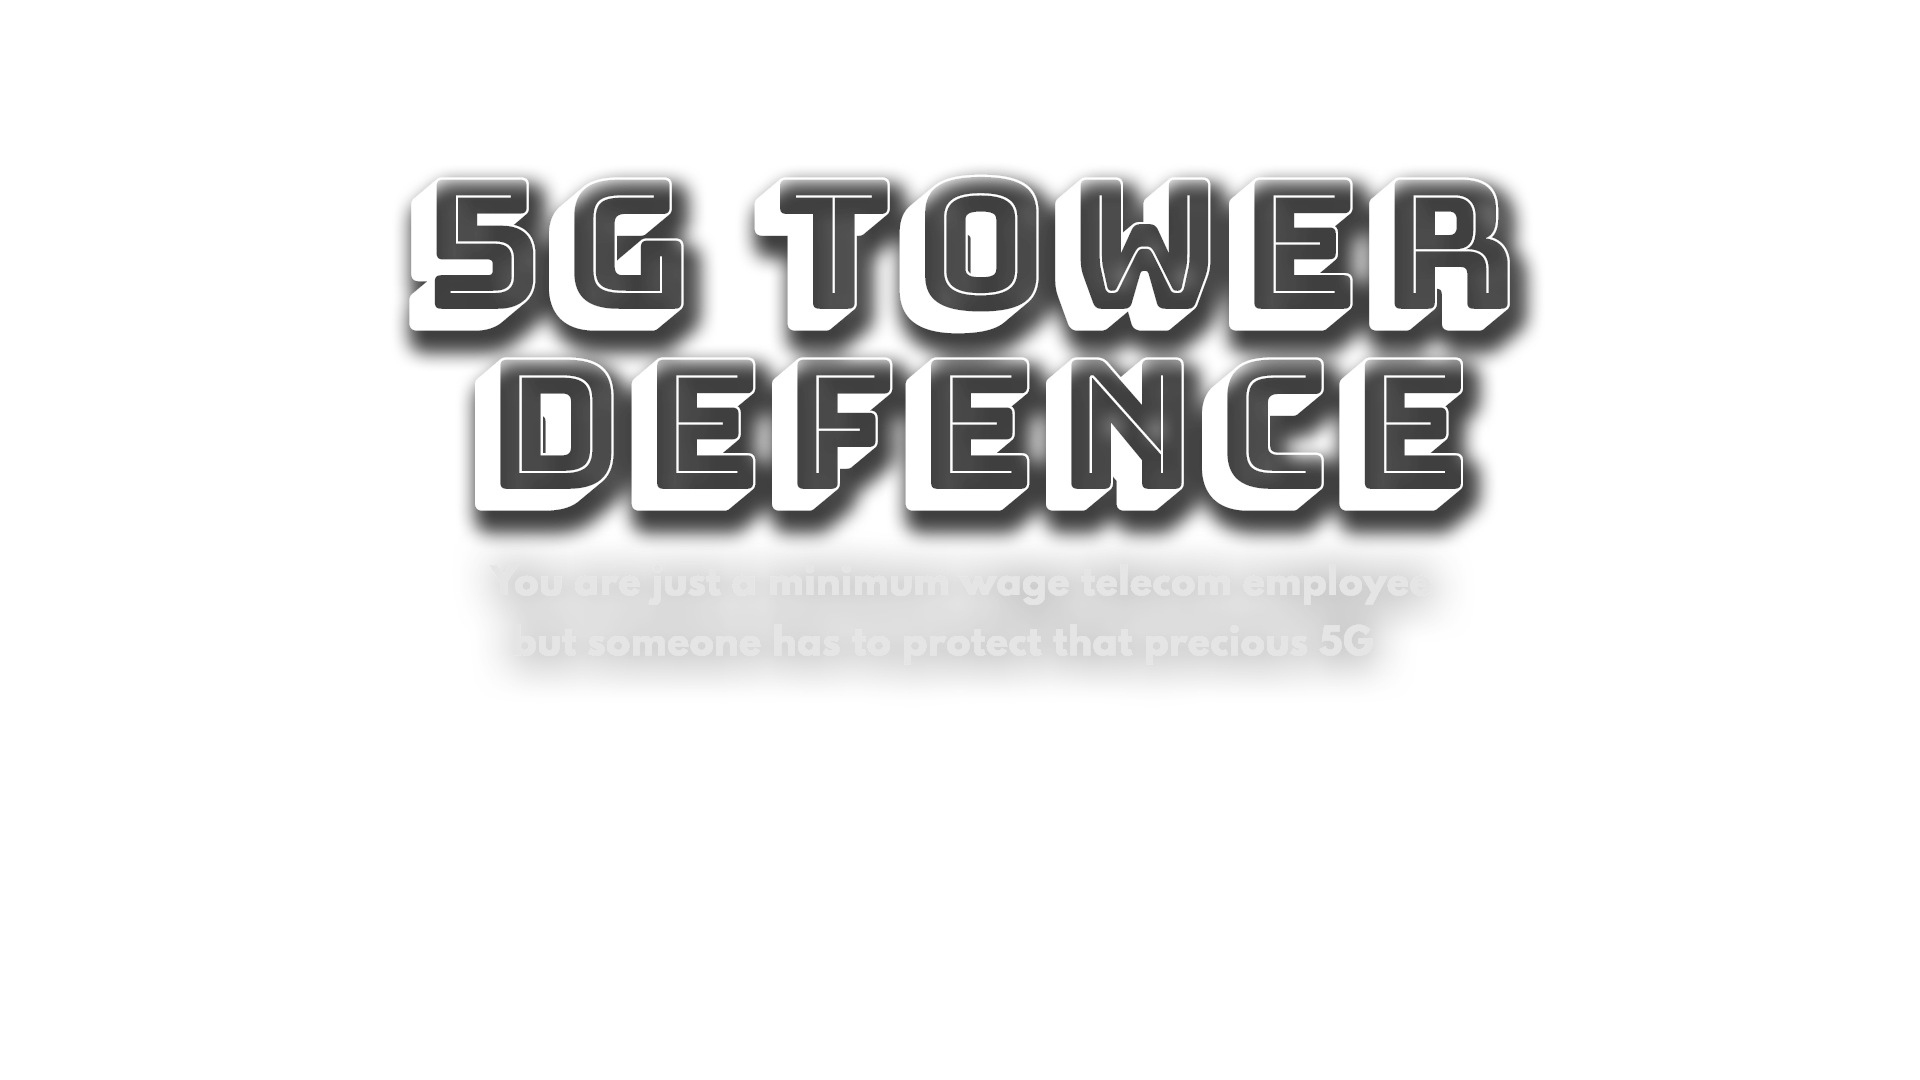 5G TOWER
DEFENCE
You are just a minimum wage telecom employee
but someone has to protect that precious 5G